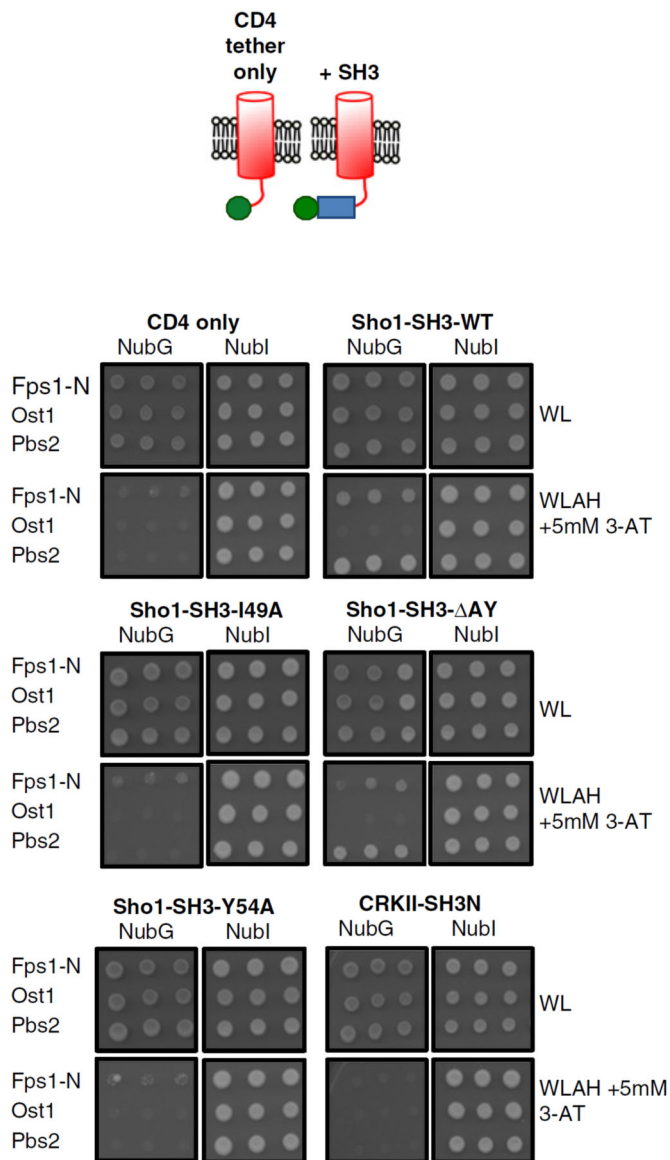 CD4
tether
only
+ SH3
CD4 only
Sho1-SH3-WT
NubG
NubI
NubG
NubI
Fps1-N
Ost1
Pbs2
WL
Fps1-N
Ost1
Pbs2
WLAH
+5mM 3-AT
Sho1-SH3-I49A
Sho1-SH3-ΔAY
NubG
NubI
NubG
NubI
Fps1-N
Ost1
Pbs2
WL
Fps1-N
Ost1
Pbs2
WLAH
+5mM 3-AT
Sho1-SH3-Y54A
CRKII-SH3N
NubG
NubI
NubG
NubI
Fps1-N
Ost1
Pbs2
WL
Fps1-N
Ost1
Pbs2
WLAH +5mM
3-AT